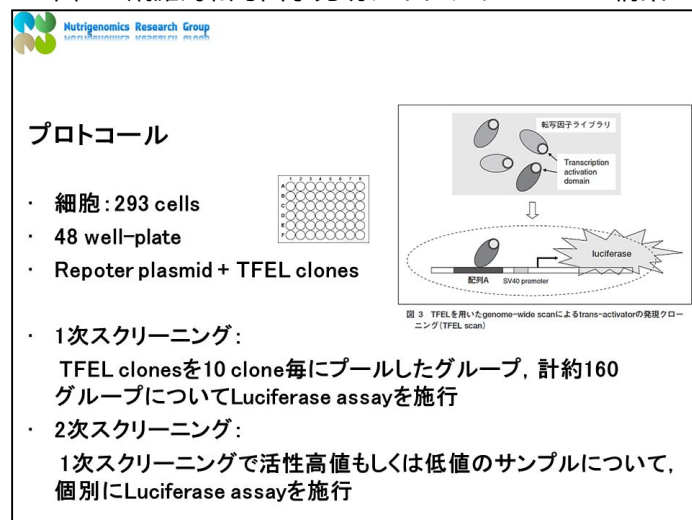 Nutrigenomics Research Group
プロトコール
・ 細胞：293 cells
・ 48 well-plate
・ Repoter plasmid + TFEL clones
1 2 3 4 5 6 7 8
A
B
C
D
E
F
転写因子ライブラリ
Transcription
activation
domain
luciferase
配列A
SV40 promoter
図 3 TFELを用いたgenome-wide scanによるtrans-activatorの発現クロー
ニング(TFEL scan)
・ 1次スクリーニング：
TFEL clonesを10 clone毎にプールしたグループ，計約160
グループについてLuciferase assayを施行
・ 2次スクリーニング：
1次スクリーニングで活性高値もしくは低値のサンプルについて，
個別にLuciferase assayを施行